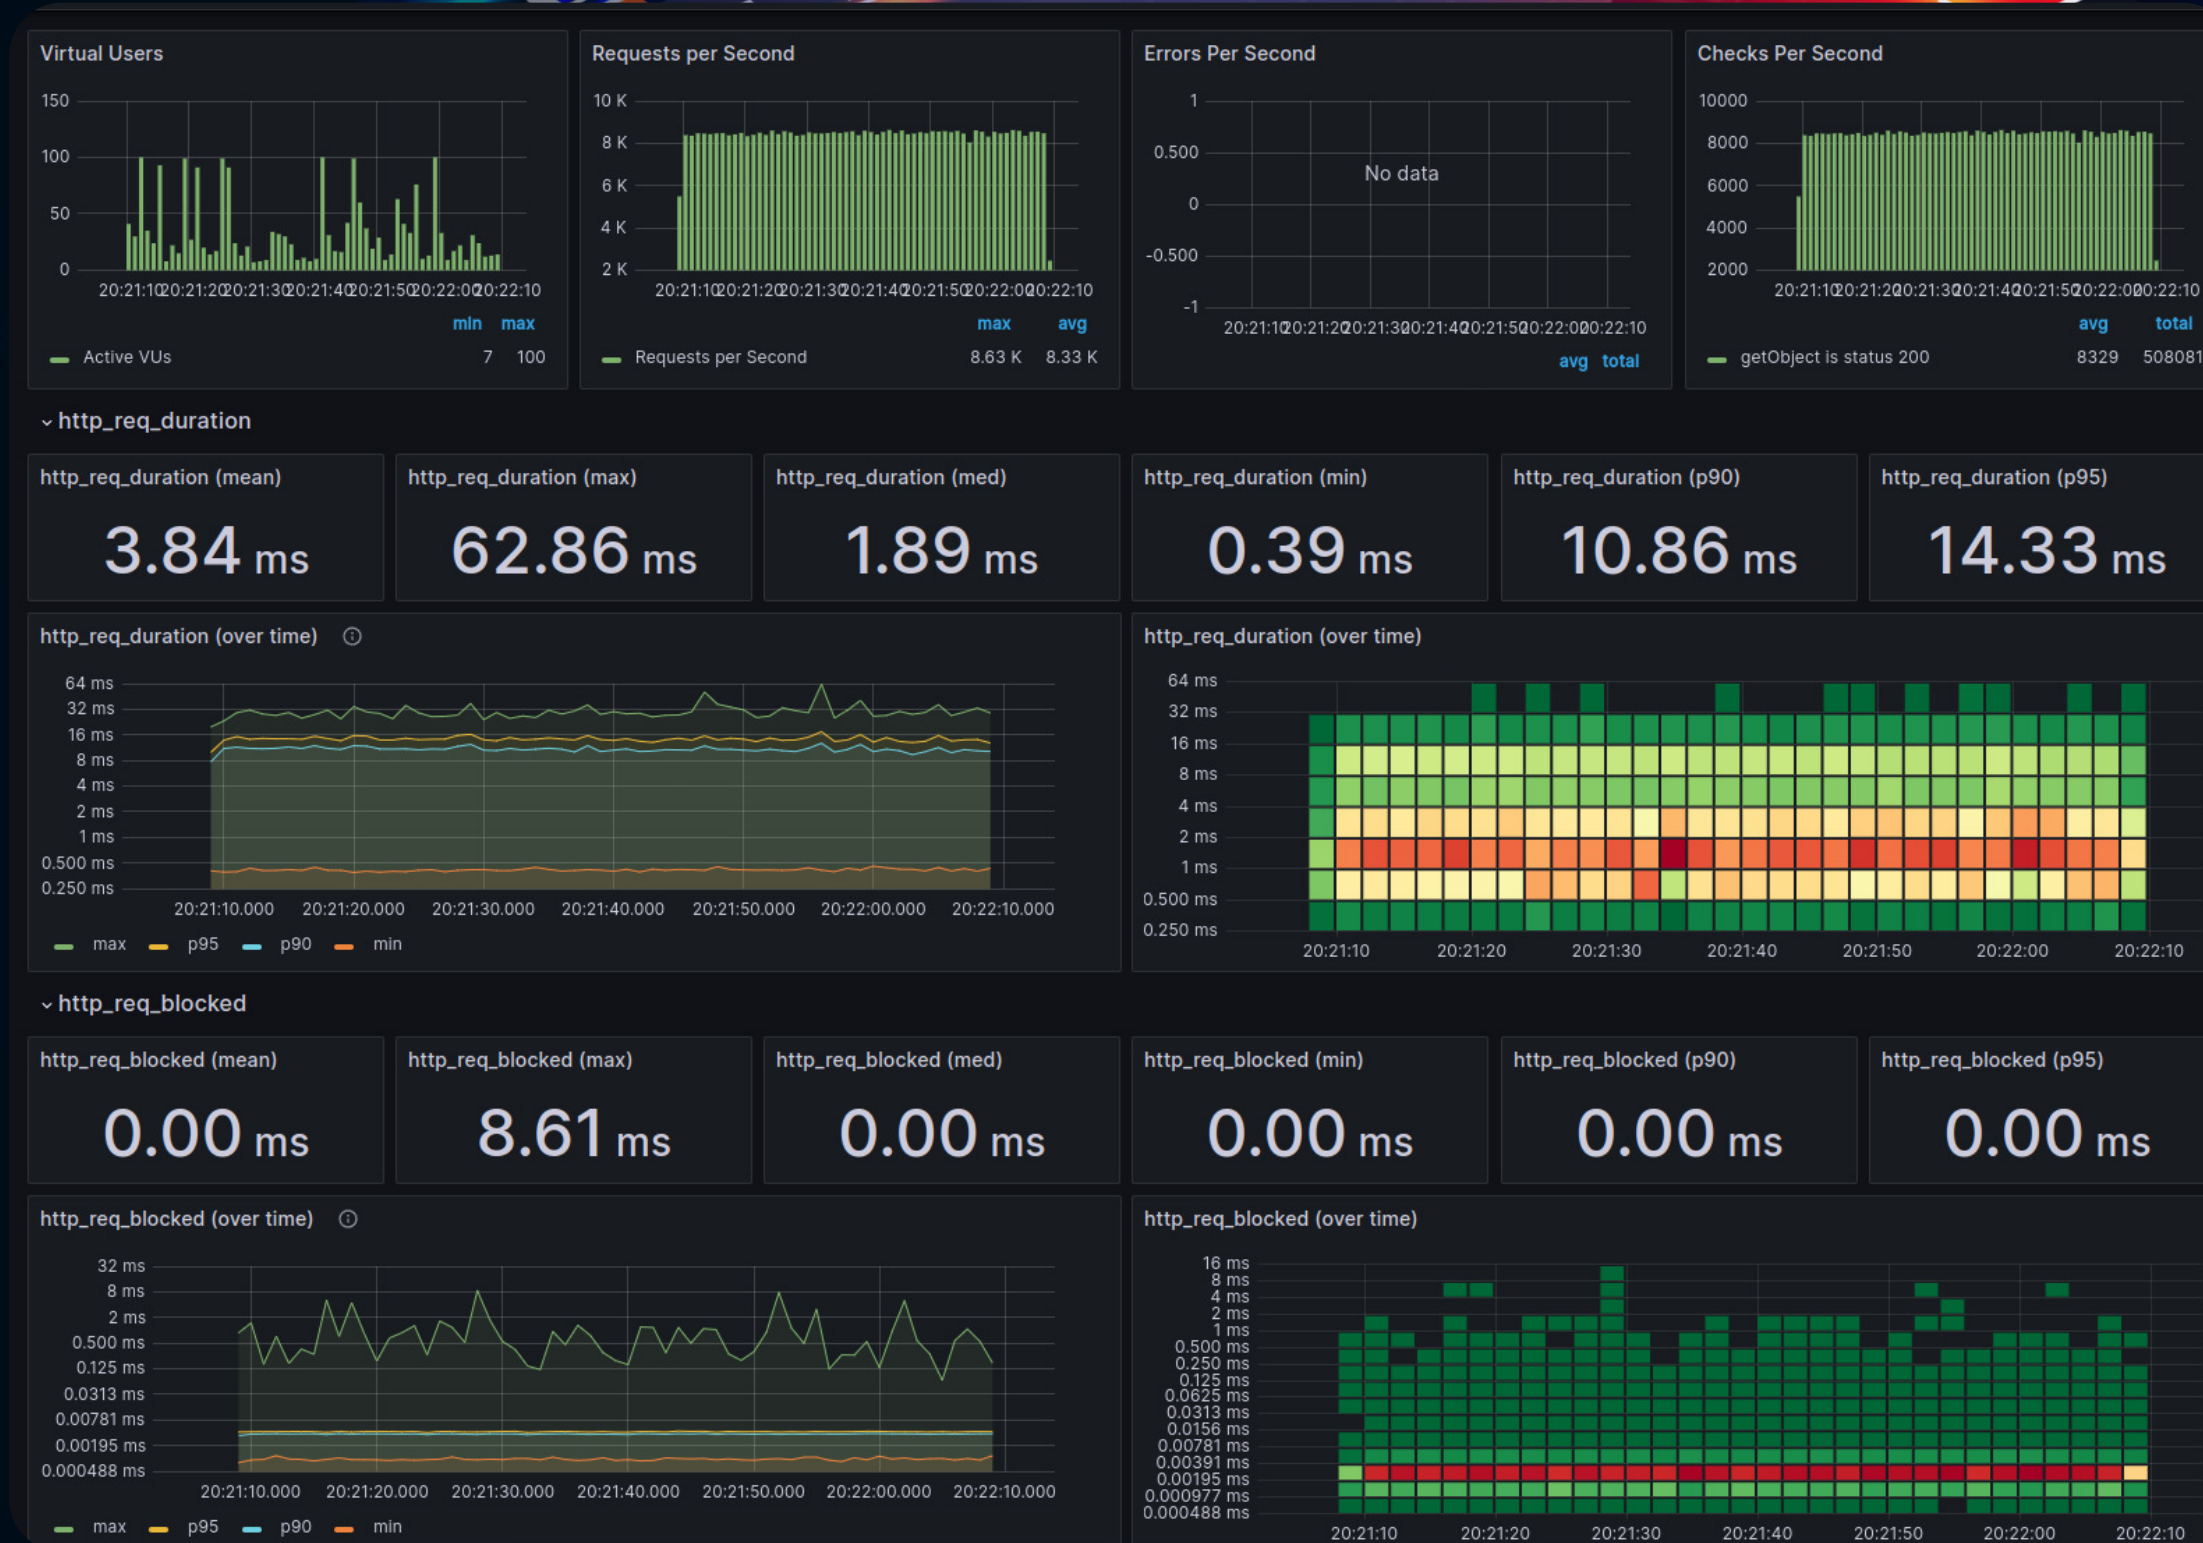 Virtual Users
150
100
50
0
20:21:10 20:21:20 20:21:30 20:21:40 20:21:50 20:22:00 20:22:10
min max
Active VUs 7 100
Requests per Second
10 K
8 K
6 K
4 K
2 K
20:21:10 20:21:20 20:21:30 20:21:40 20:21:50 20:22:00 20:22:10
max avg
Requests per Second 8.63 K 8.33 K
Errors Per Second
1
0.500
0
-0.500
-1
No data
20:21:10 20:21:20 20:21:30 20:21:40 20:21:50 20:22:00 20:22:10
avg total
Checks Per Second
10000
8000
6000
4000
2000
20:21:10 20:21:20 20:21:30 20:21:40 20:21:50 20:22:00 20:22:10
avg total
getObject is status 200 8329 508081
http_req_duration
http_req_duration (mean)
3.84 ms
http_req_duration (max)
62.86 ms
http_req_duration (med)
1.89 ms
http_req_duration (min)
0.39 ms
http_req_duration (p90)
10.86 ms
http_req_duration (p95)
14.33 ms
http_req_duration (over time)
64 ms
32 ms
16 ms
8 ms
4 ms
2 ms
1 ms
0.500 ms
0.250 ms
20:21:10.000 20:21:20.000 20:21:30.000 20:21:40.000 20:21:50.000 20:22:00.000 20:22:10.000
max p95 p90 min
http_req_duration (over time)
64 ms
32 ms
16 ms
8 ms
4 ms
2 ms
1 ms
0.500 ms
0.250 ms
20:21:10 20:21:20 20:21:30 20:21:40 20:21:50 20:22:00 20:22:10
http_req_blocked
http_req_blocked (mean)
0.00 ms
http_req_blocked (max)
8.61 ms
http_req_blocked (med)
0.00 ms
http_req_blocked (min)
0.00 ms
http_req_blocked (p90)
0.00 ms
http_req_blocked (p95)
0.00 ms
http_req_blocked (over time)
32 ms
8 ms
2 ms
0.500 ms
0.125 ms
0.0313 ms
0.00781 ms
0.00195 ms
0.000488 ms
20:21:10.000 20:21:20.000 20:21:30.000 20:21:40.000 20:21:50.000 20:22:00.000 20:22:10.000
max p95 p90 min
http_req_blocked (over time)
16 ms
8 ms
4 ms
2 ms
1 ms
0.500 ms
0.250 ms
0.125 ms
0.0625 ms
0.0313 ms
0.0156 ms
0.00781 ms
0.00391 ms
0.00195 ms
0.000977 ms
0.000488 ms
20:21:10 20:21:20 20:21:30 20:21:40 20:21:50 20:22:00 20:22:10